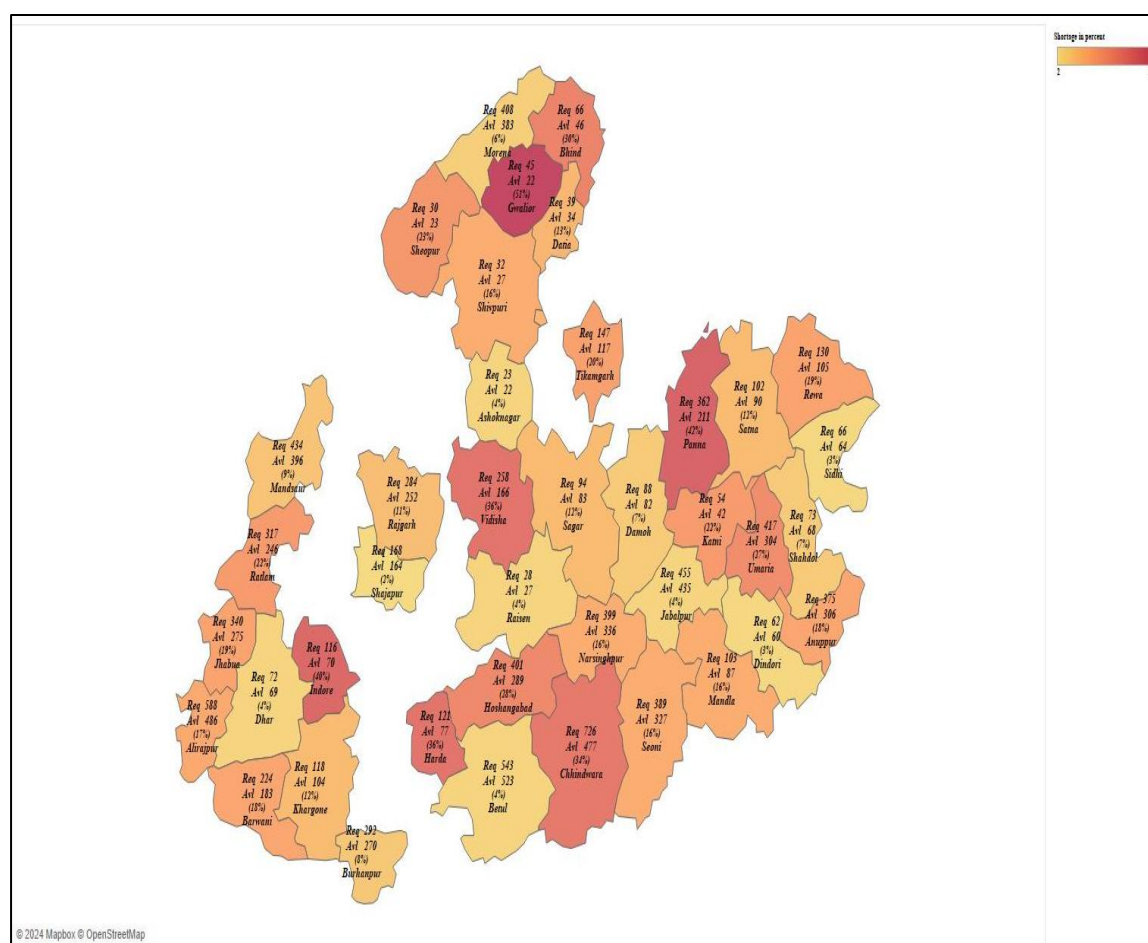 Shortage in percent
2
Req 408
Avl 383
(6%)
Morena
Req 66
Avl 46
(30%)
Bhind
Req 45
Avl 22
(51%)
Gwalior
Req 39
Avl 34
(13%)
Datia
Req 30
Avl 23
(23%)
Sheopur
Req 32
Avl 27
(16%)
Shivpuri
Req 147
Avl 117
(20%)
Tikamgarh
Req 130
Avl 105
(19%)
Rewa
Req 23
Avl 22
(4%)
Ashoknagar
Req 362
Avl 211
(42%)
Panna
Req 102
Avl 90
(12%)
Satna
Req 66
Avl 64
(3%)
Sidhi
Req 434
Avl 396
(9%)
Mandsaur
Req 284
Avl 252
(11%)
Rajgarh
Req 258
Avl 166
(36%)
Vidisha
Req 94
Avl 83
(12%)
Sagar
Req 88
Avl 82
(7%)
Damoh
Req 54
Avl 42
(22%)
Katni
Req 417
Avl 304
(27%)
Umaria
Req 73
Avl 68
(7%)
Shahdol
Req 317
Avl 246
(22%)
Ratlam
Req 168
Avl 164
(2%)
Shajapur
Req 28
Avl 27
(4%)
Raisen
Req 455
Avl 435
(4%)
Jabalpur
Req 375
Avl 306
(18%)
Anuppur
Req 340
Avl 275
(19%)
Jhabua
Req 116
Avl 70
(40%)
Indore
Req 399
Avl 336
(16%)
Narsinghpur
Req 62
Avl 60
(3%)
Dindori
Req 72
Avl 69
(4%)
Dhar
Req 401
Avl 289
(28%)
Hoshangabad
Req 103
Avl 87
(16%)
Mandla
Req 588
Avl 486
(17%)
Alirajpur
Req 121
Avl 77
(36%)
Harda
Req 726
Avl 477
(34%)
Chhindwara
Req 389
Avl 327
(16%)
Seoni
Req 224
Avl 183
(18%)
Barwani
Req 118
Avl 104
(12%)
Khargone
Req 543
Avl 523
(4%)
Betul
Req 292
Avl 270
(8%)
Burhanpur
© 2024 Mapbox © OpenStreetMap